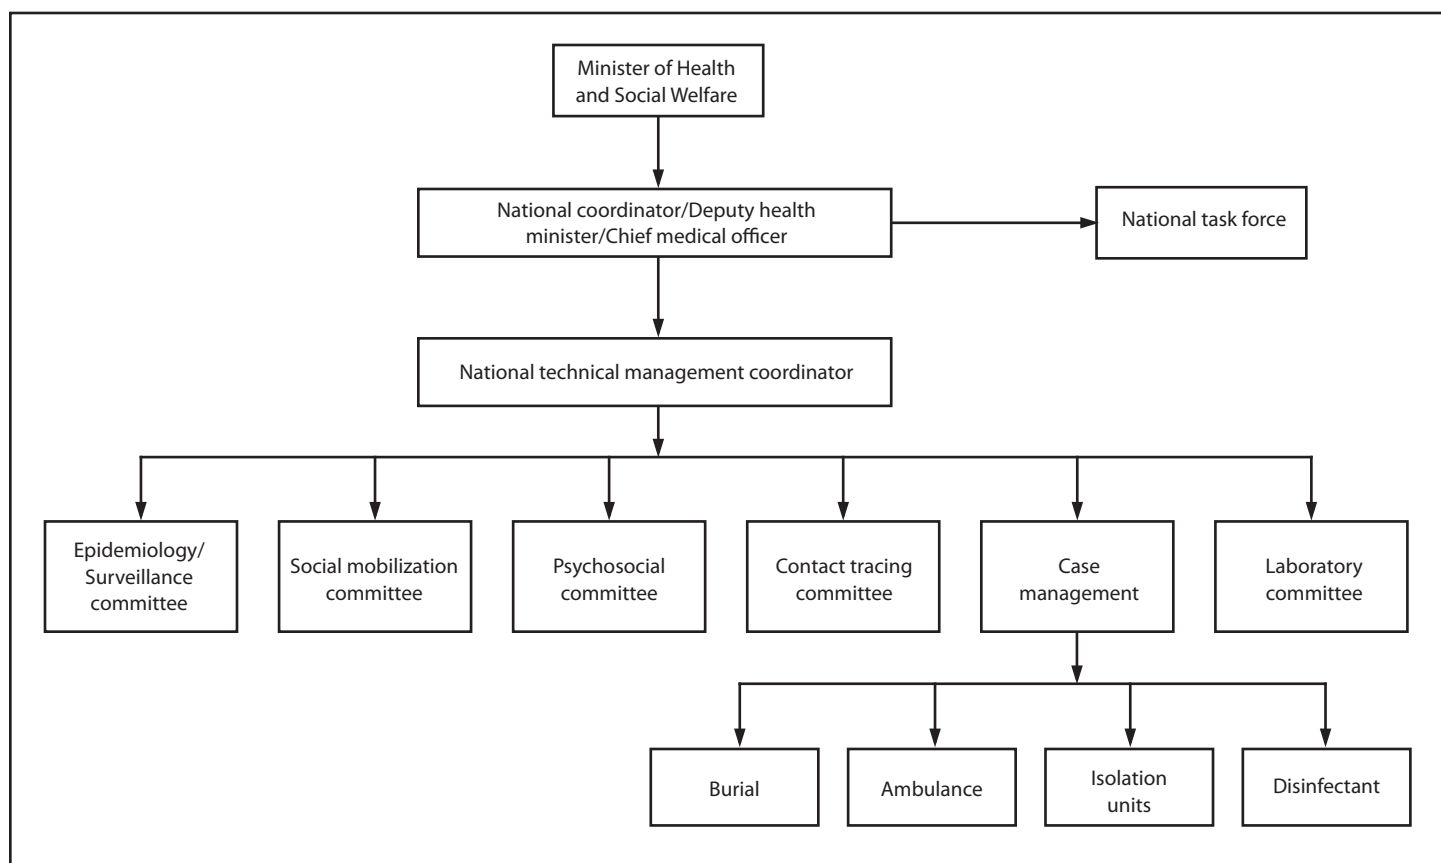 Minister of Health
and Social Welfare
National coordinator/Deputy health
minister/Chief medical officer
National task force
National technical management coordinator
Epidemiology/
Surveillance
committee
Social mobilization
committee
Psychosocial
committee
Contact tracing
committee
Case
management
Laboratory
committee
Burial
Ambulance
Isolation
units
Disinfectant